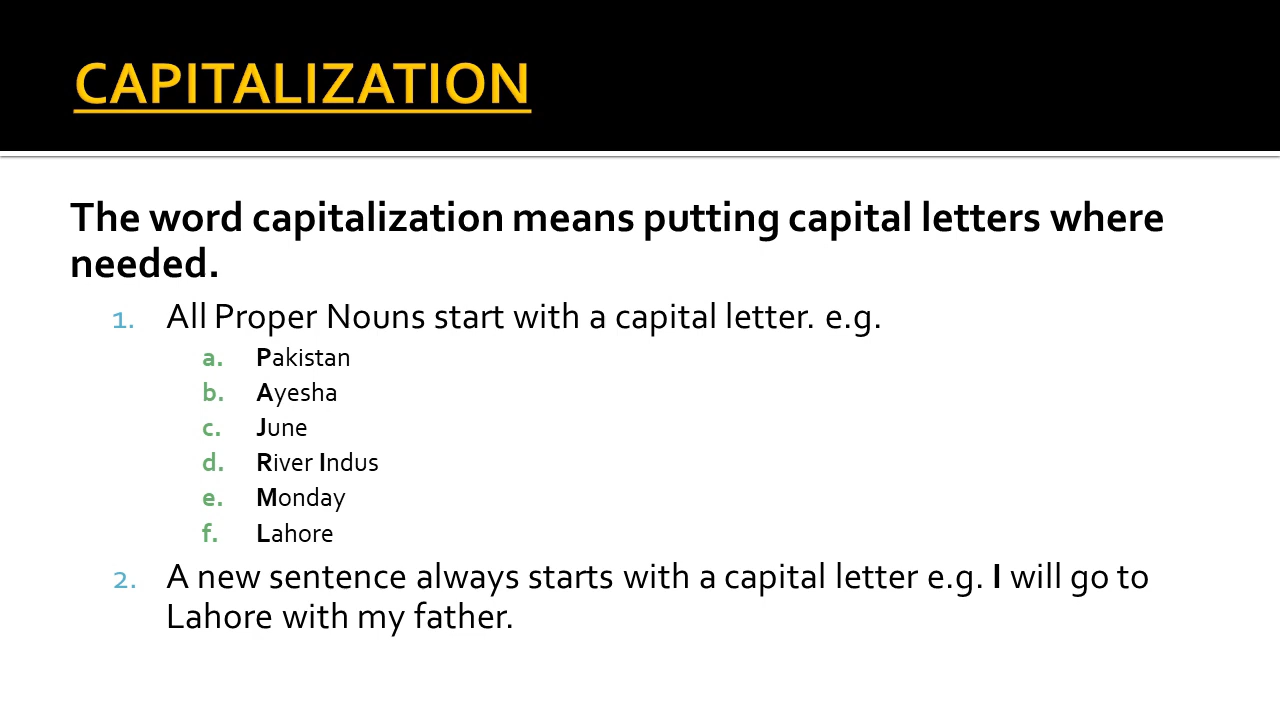 CAPITALIZATION
The word capitalization means putting capital letters where
needed.
1. All Proper Nouns start with a capital letter. e.g.
a. Pakistan
b. Ayesha
c. June
d. River Indus
e. Monday
f. Lahore
2. A new sentence always starts with a capital letter e.g. I will go to
Lahore with my father.